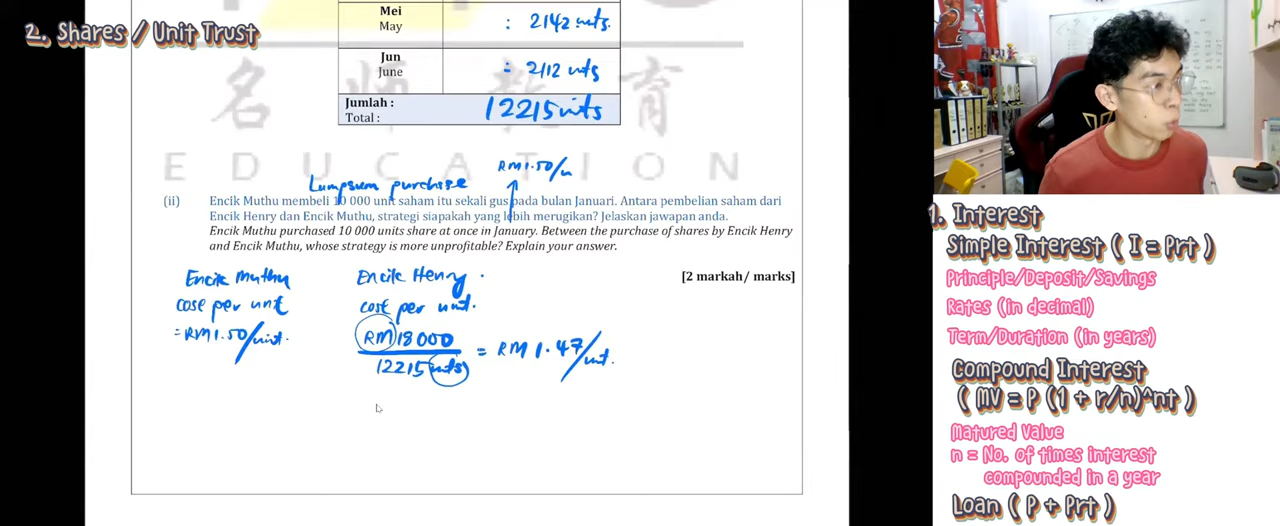 2. Shares / Unit Trust
Mei
May
: 2142 units.
Jun
June
= 2112 units
Jumlah :
Total :
12215 units
名 師 教 育
EDUCATION
RM1.50/u
Lumpsum purchase
(ii) Encik Muthu membeli 10 000 unit saham itu sekali gus pada bulan Januari. Antara pembelian saham dari
Encik Henry dan Encik Muthu, strategi siapakah yang lebih merugikan? Jelaskan jawapan anda.
Encik Muthu purchased 10 000 units share at once in January. Between the purchase of shares by Encik Henry
and Encik Muthu, whose strategy is more unprofitable? Explain your answer.
[2 markah/ marks]
Encik Muthu
cost per unit
= RM1.50/unit.
Encik Henry.
cost per unit.
RM18000
12215 units
= RM 1.47/unit.
1. Interest
Simple Interest ( I = Prt )
Principle/Deposit/Savings
Rates (in decimal)
Term/Duration (in years)
Compound Interest
( MV = P (1 + r/n)^nt )
Matured Value
n = No. of times interest
compounded in a year
Loan ( P + Prt )